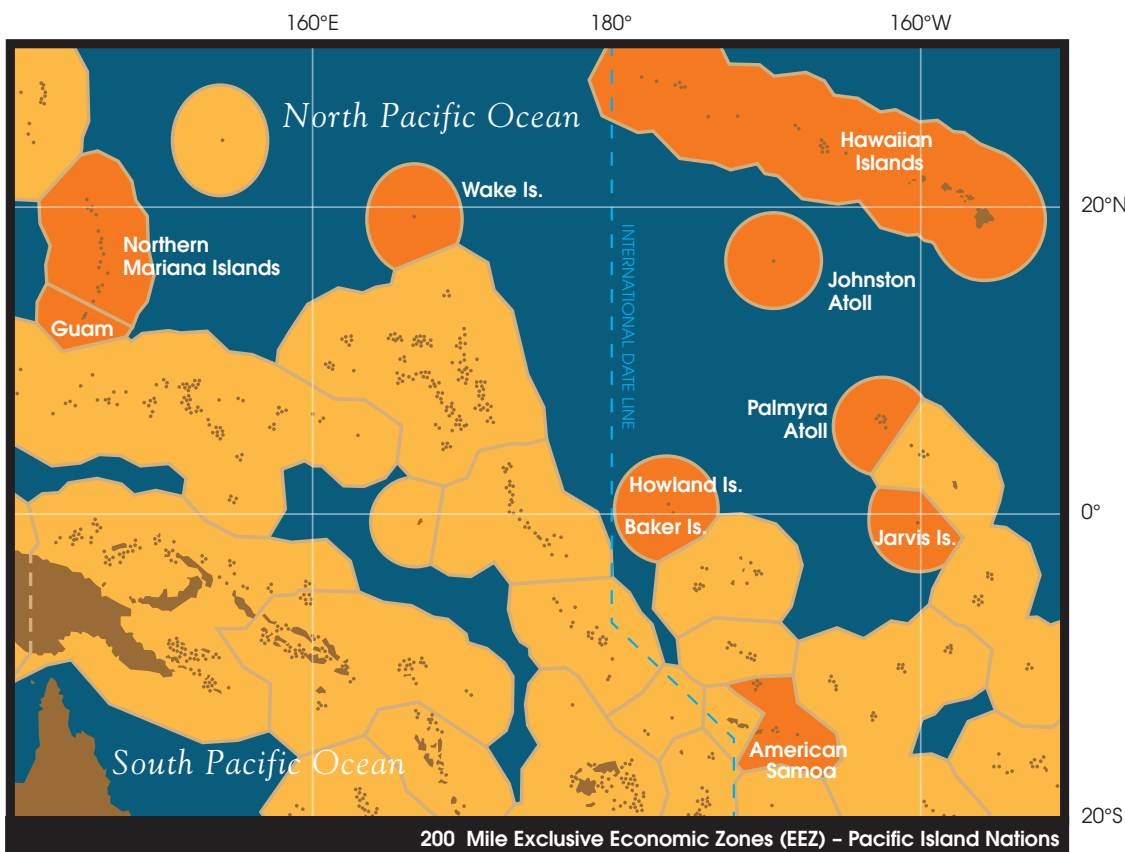 160°E
180°
160°W
North Pacific Ocean
Hawaiian
Islands
Wake Is.
20°N
Northern
Mariana Islands
INTERNATIONAL DATE LINE
Johnston
Atoll
Guam
Palmyra
Atoll
Howland Is.
0°
Baker Is.
Jarvis Is.
American
Samoa
South Pacific Ocean
20°S
200 Mile Exclusive Economic Zones (EEZ) – Pacific Island Nations